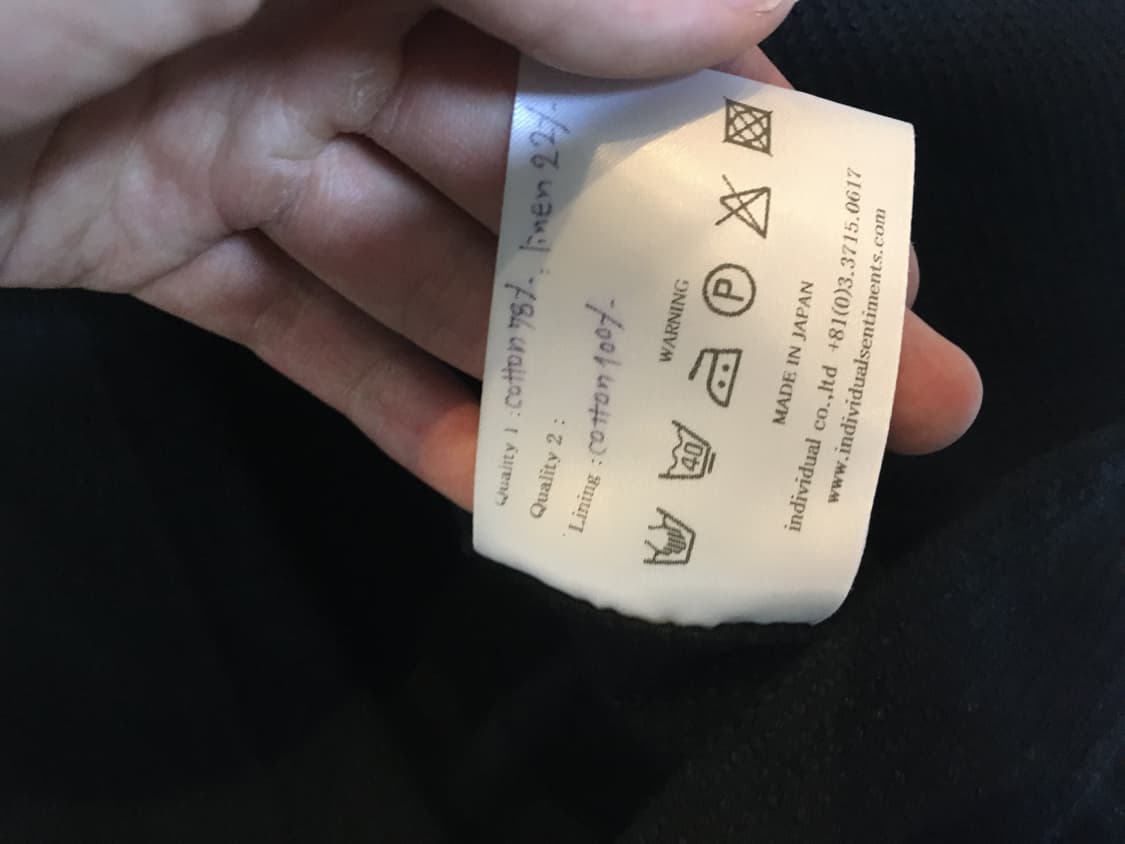 Quality 1 : cotton 78% : linen 22%
Quality 2 :
Lining : cotton 100%
WARNING
40 P
MADE IN JAPAN
individual co.,ltd +81(0)3.3715.0617
www.individualsentiments.com